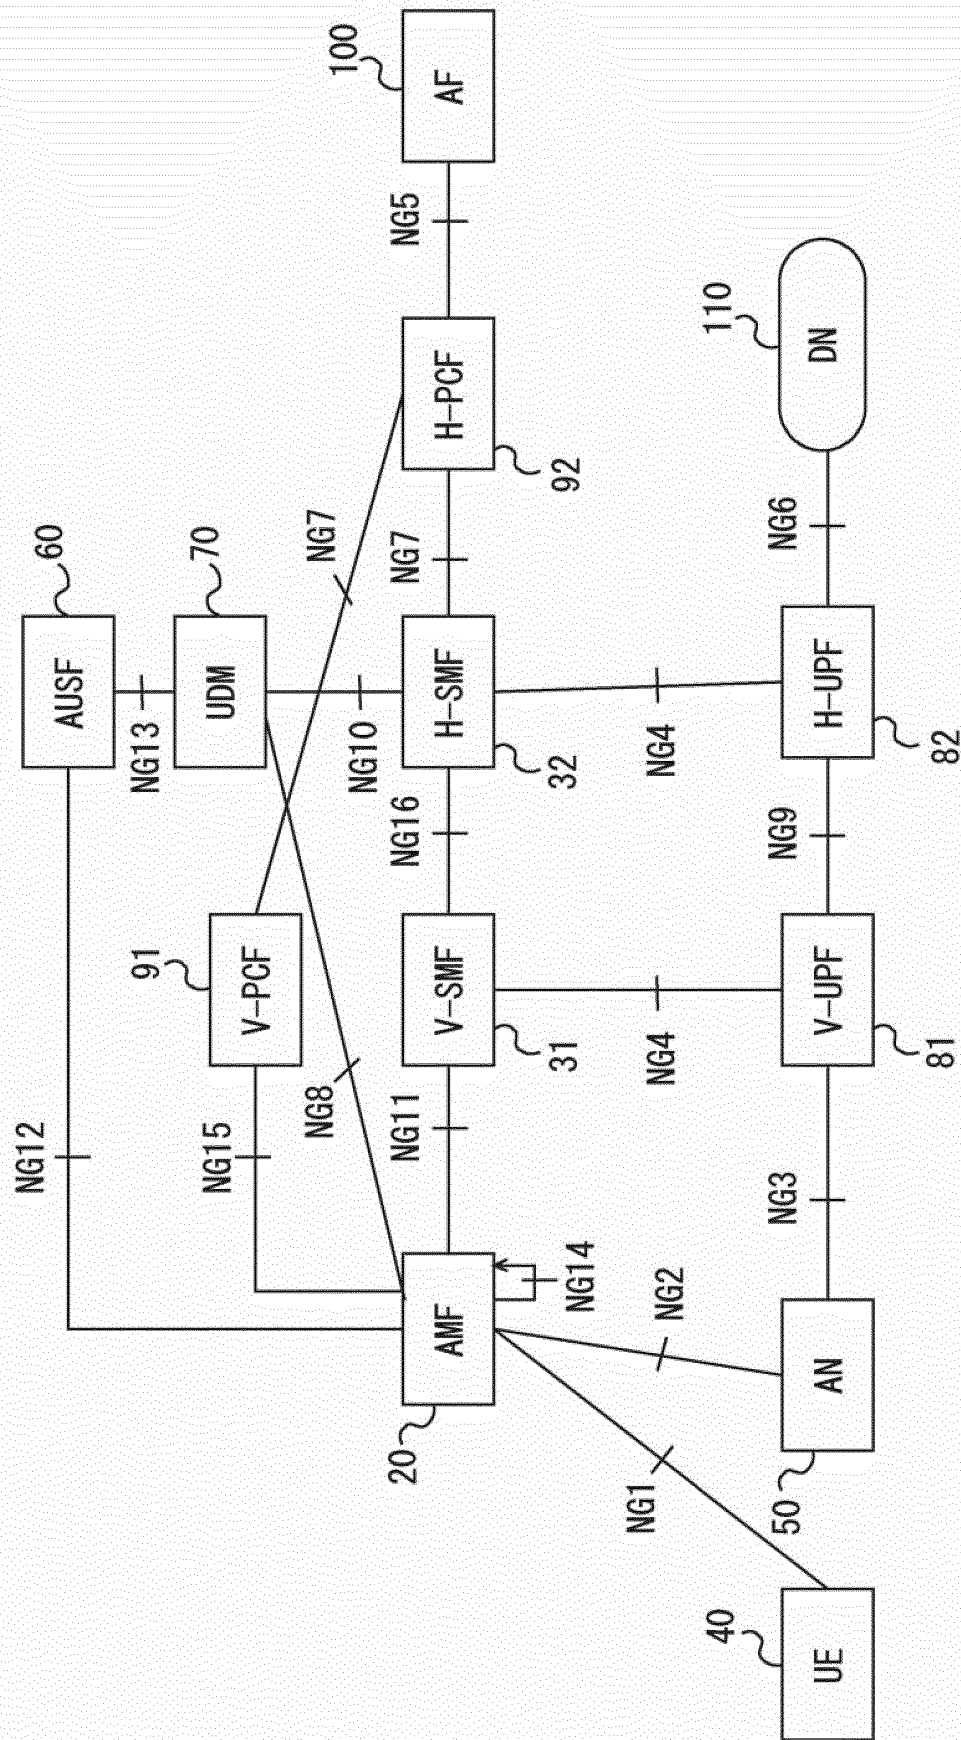 AUSF
60
NG13
NG12
UDM
70
V-PCF
91
NG15
NG8
NG7
NG10
AMF
20
NG14
NG11
V-SMF
31
NG16
H-SMF
32
NG7
H-PCF
92
NG5
AF
100
NG1
NG2
NG4
NG4
UE
40
AN
50
NG3
V-UPF
81
NG9
H-UPF
82
NG6
DN
110